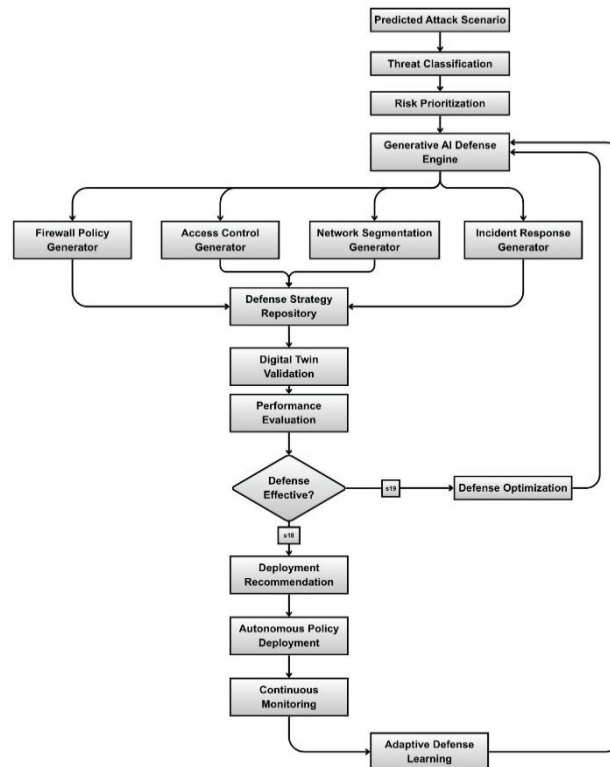 Predicted Attack Scenario
Threat Classification
Risk Prioritization
Generative AI Defense
Engine
Firewall Policy
Generator
Access Control
Generator
Network Segmentation
Generator
Incident Response
Generator
Defense Strategy
Repository
Digital Twin
Validation
Performance
Evaluation
Defense
Effective?
s19
Defense Optimization
s18
Deployment
Recommendation
Autonomous Policy
Deployment
Continuous
Monitoring
Adaptive Defense
Learning